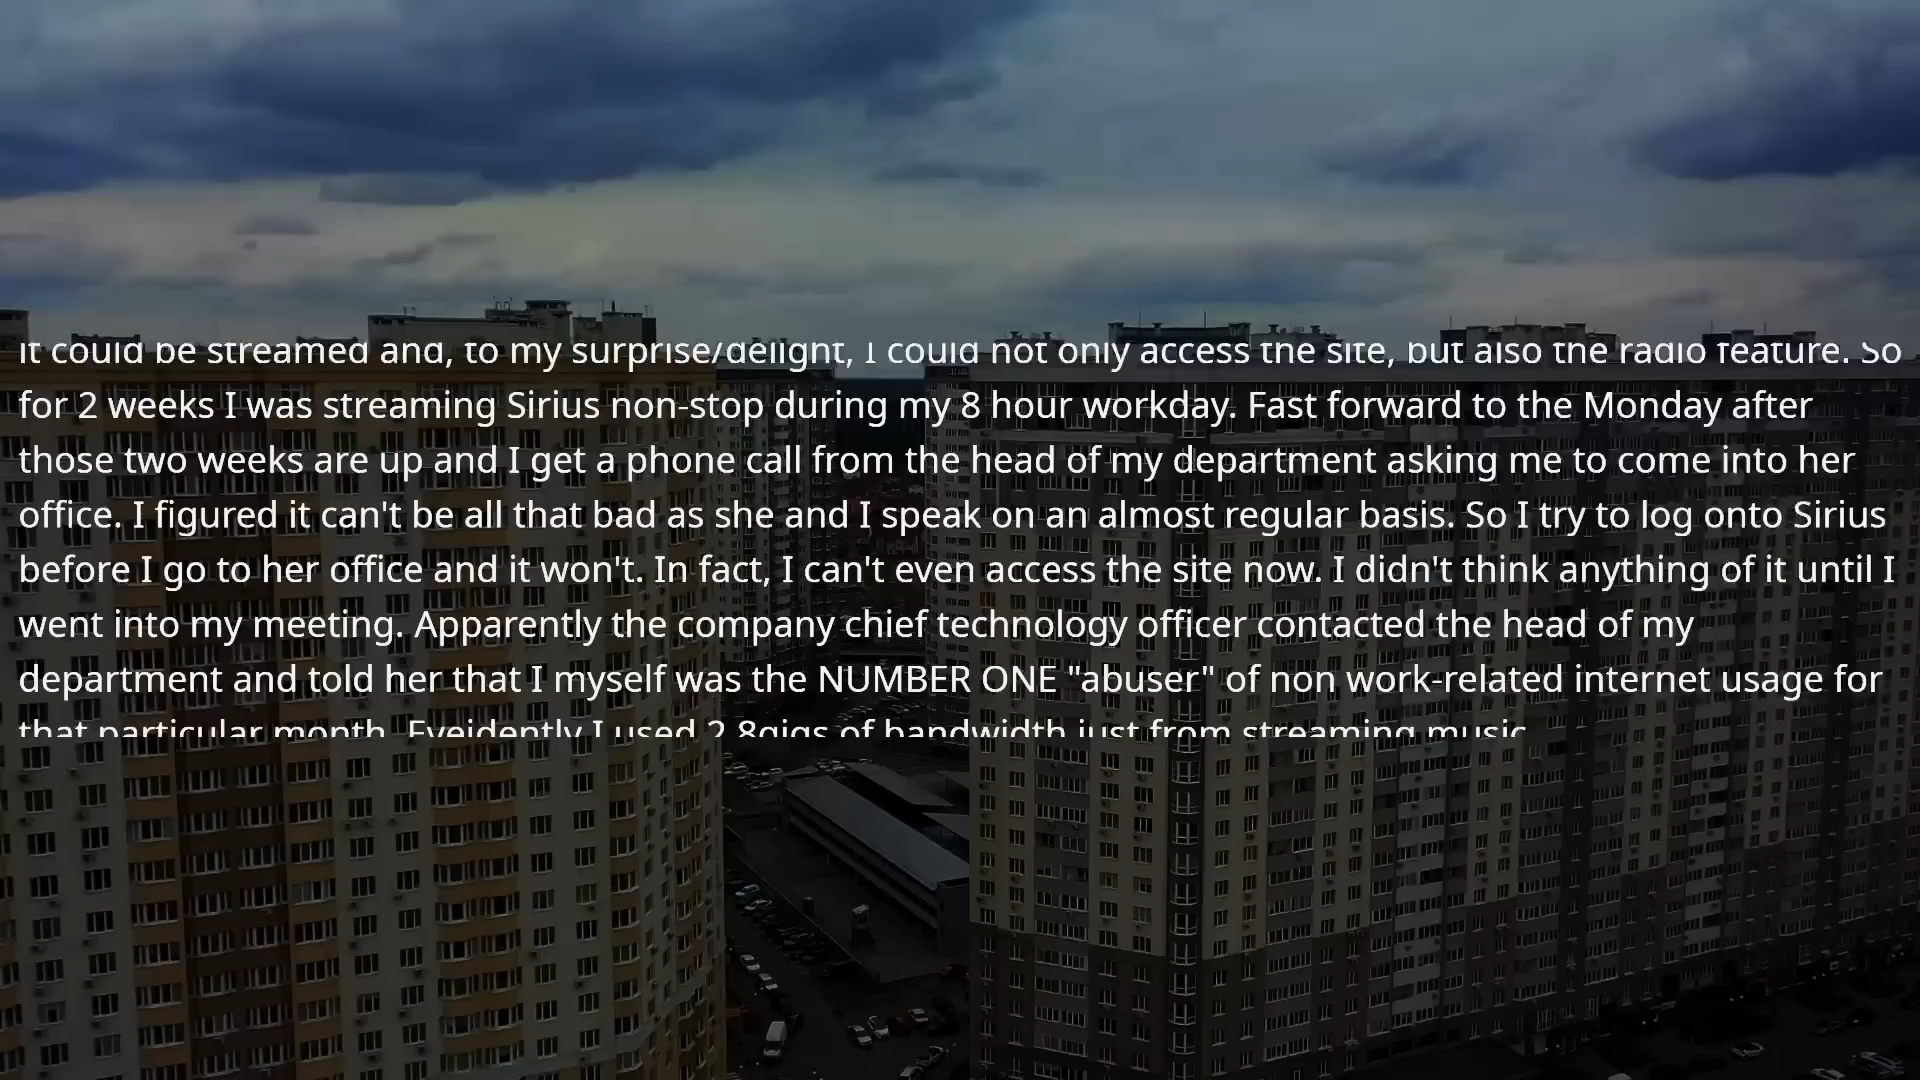 it could be streamed and, to my surprise/delight, I could not only access the site, but also the radio feature. So
for 2 weeks I was streaming Sirius non-stop during my 8 hour workday. Fast forward to the Monday after
those two weeks are up and I get a phone call from the head of my department asking me to come into her
office. I figured it can't be all that bad as she and I speak on an almost regular basis. So I try to log onto Sirius
before I go to her office and it won't. In fact, I can't even access the site now. I didn't think anything of it until I
went into my meeting. Apparently the company chief technology officer contacted the head of my
department and told her that I myself was the NUMBER ONE "abuser" of non work-related internet usage for
that particular month. Eveidently I used 2.8gigs of bandwidth just from streaming music.